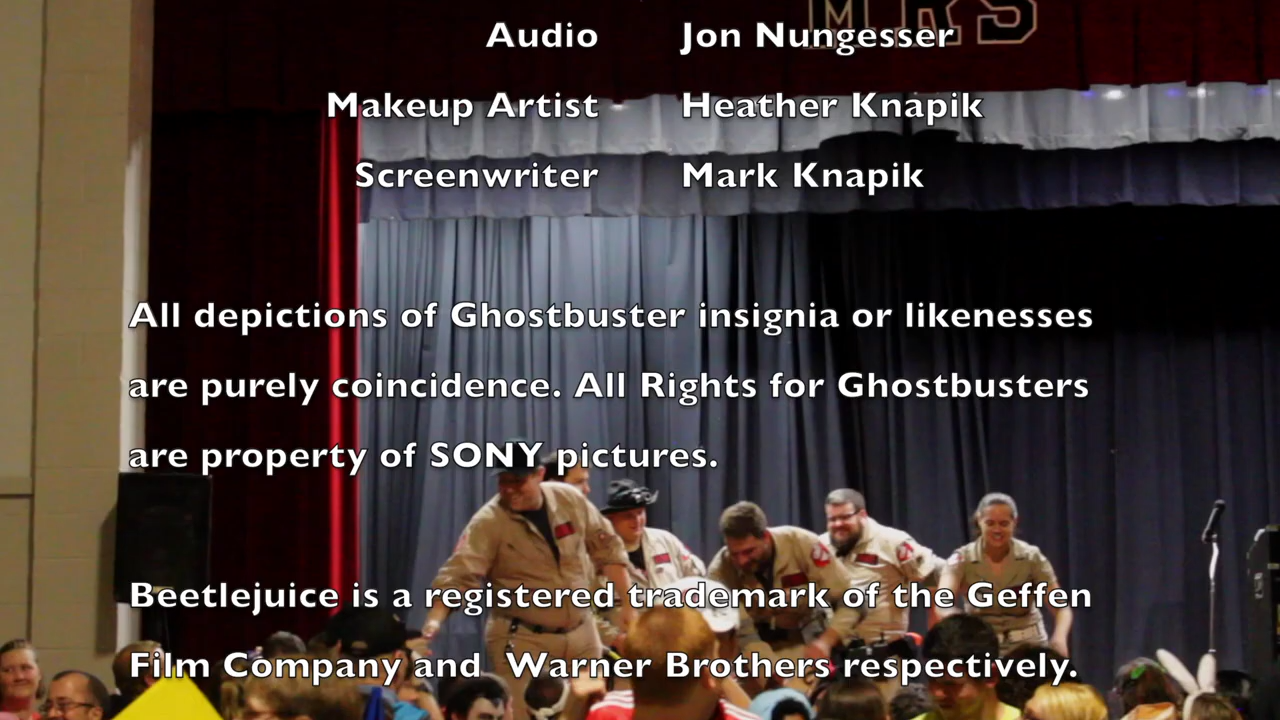 MRS
Audio Jon Nungesser
Makeup Artist Heather Knapik
Screenwriter Mark Knapik
All depictions of Ghostbuster insignia or likenesses
are purely coincidence. All Rights for Ghostbusters
are property of SONY pictures.
Beetlejuice is a registered trademark of the Geffen
Film Company and Warner Brothers respectively.